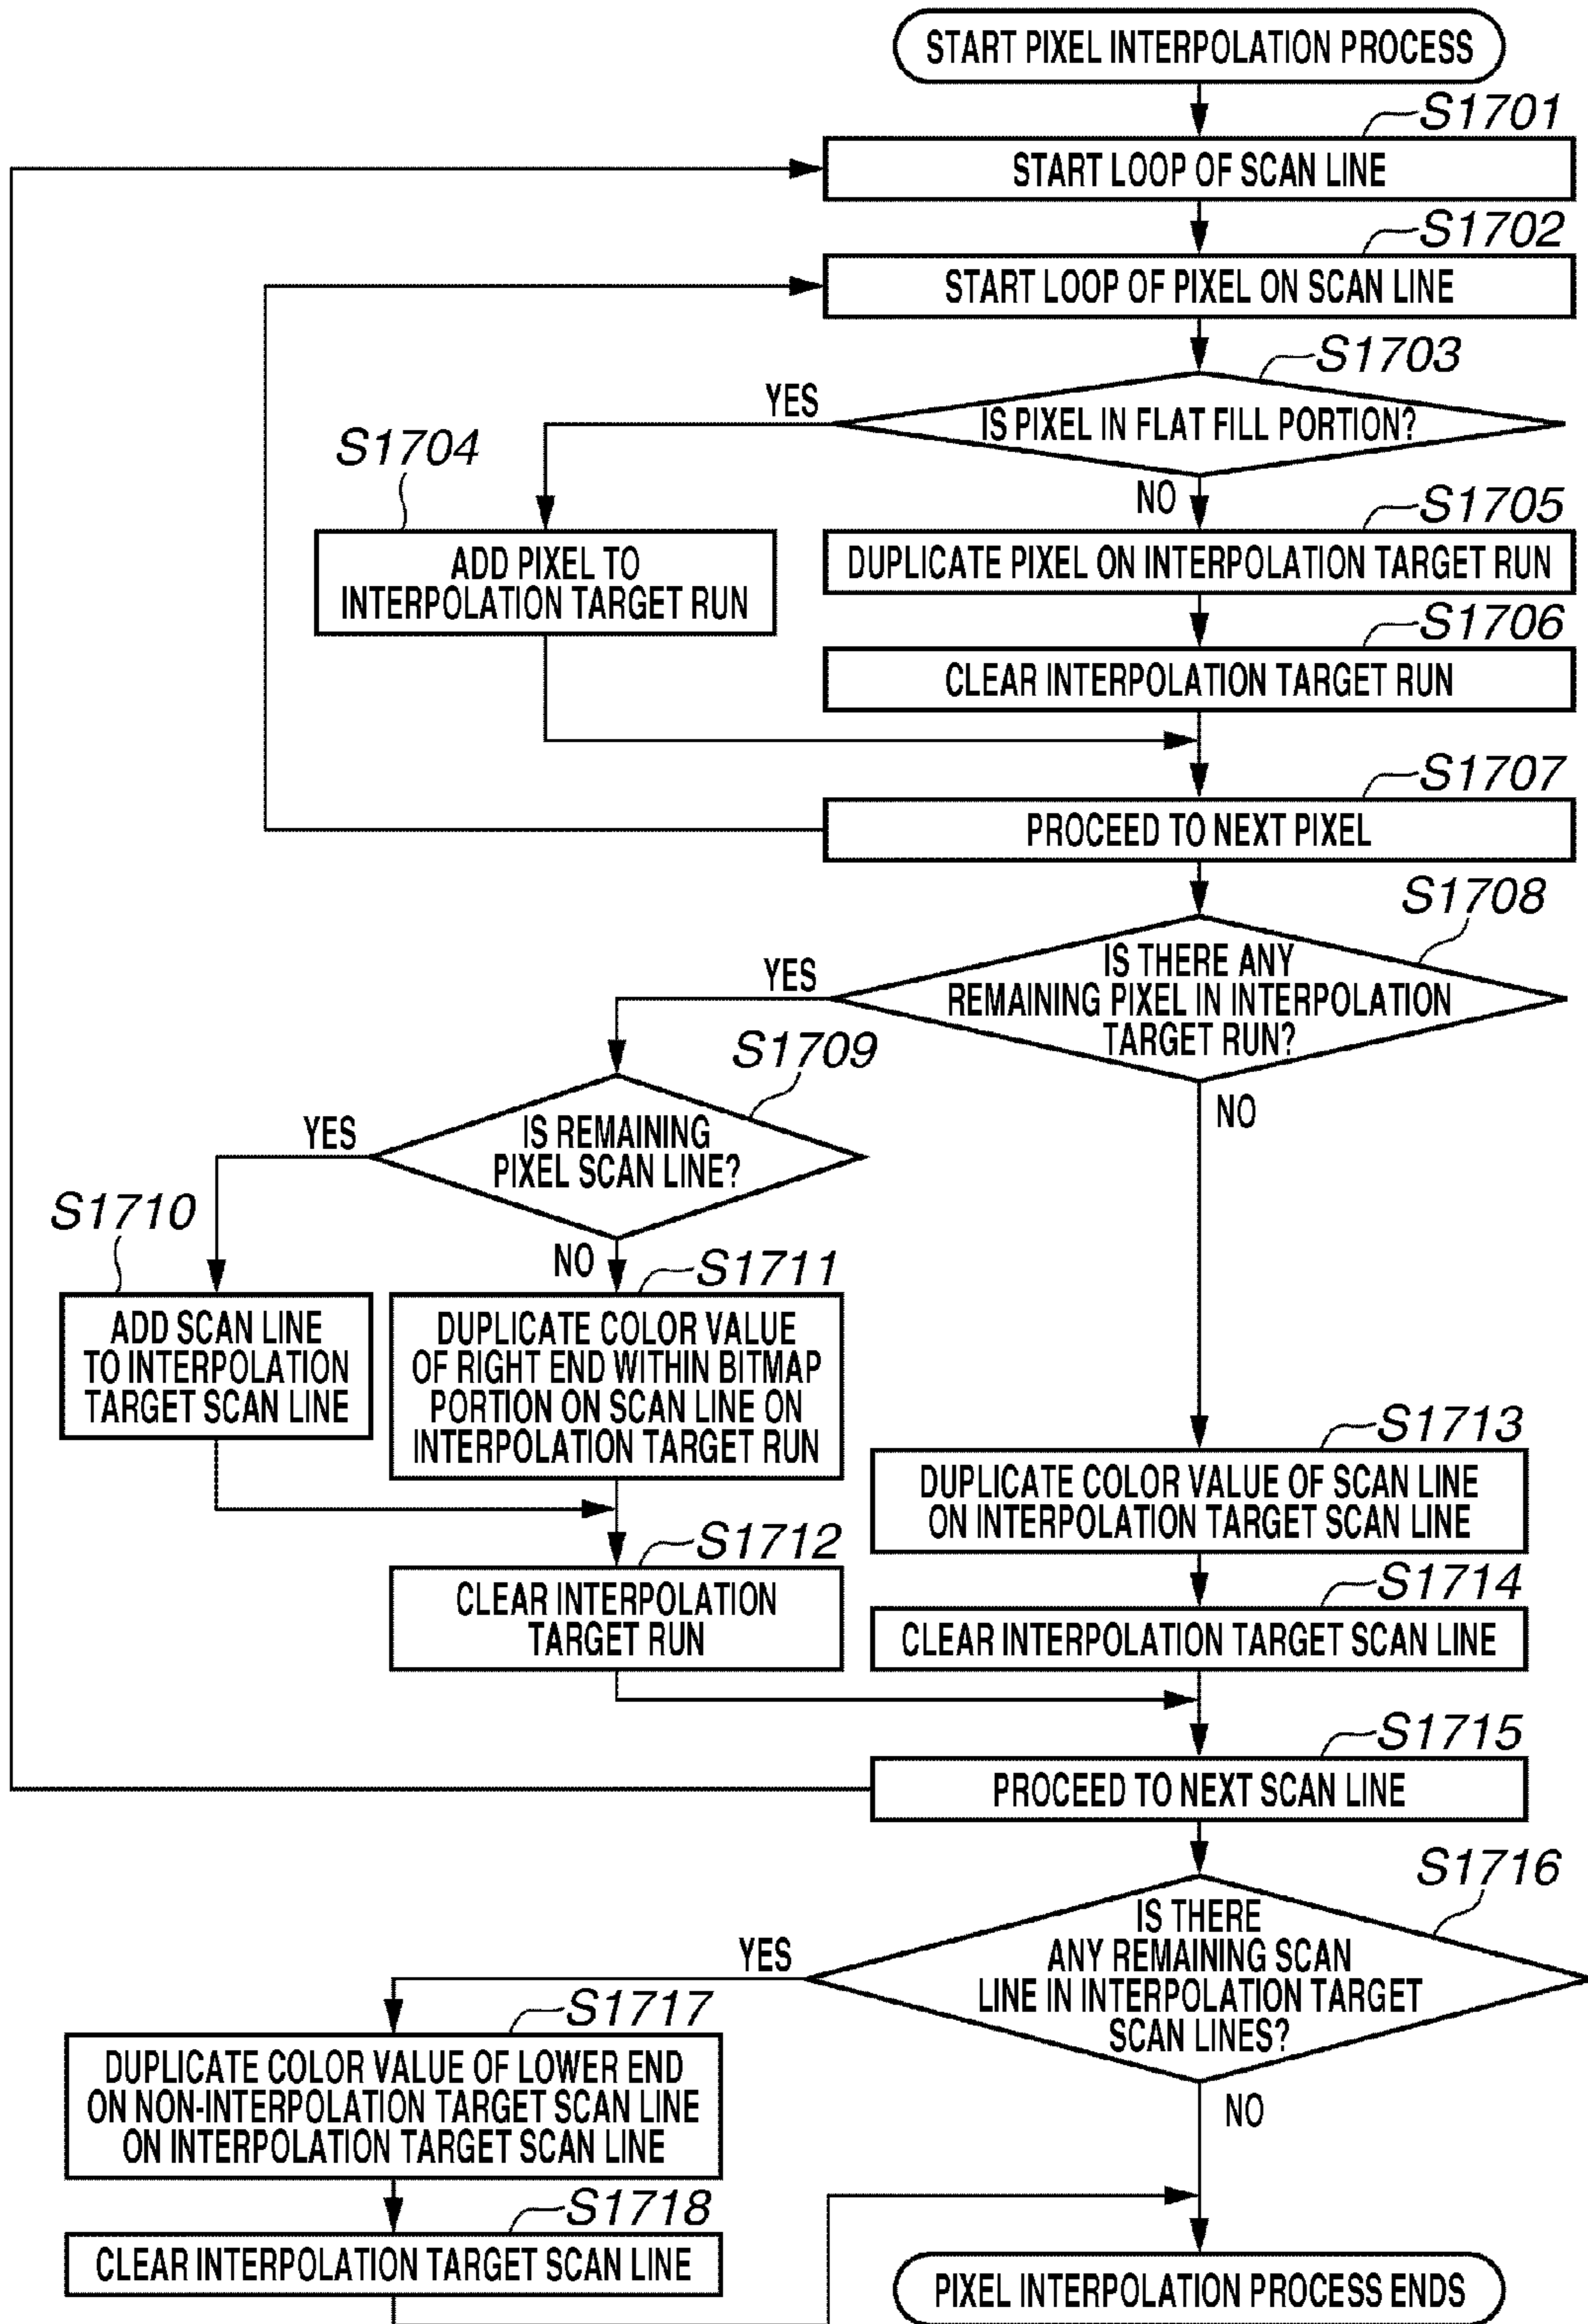 START PIXEL INTERPOLATION PROCESS
S1701
START LOOP OF SCAN LINE
S1702
START LOOP OF PIXEL ON SCAN LINE
S1703
YES
IS PIXEL IN FLAT FILL PORTION?
S1704
NO
S1705
ADD PIXEL TO
INTERPOLATION TARGET RUN
DUPLICATE PIXEL ON INTERPOLATION TARGET RUN
S1706
CLEAR INTERPOLATION TARGET RUN
S1707
PROCEED TO NEXT PIXEL
S1708
YES
IS THERE ANY
REMAINING PIXEL IN INTERPOLATION
TARGET RUN?
S1709
NO
YES
IS REMAINING
PIXEL SCAN LINE?
S1710
NO
S1711
ADD SCAN LINE
TO INTERPOLATION
TARGET SCAN LINE
DUPLICATE COLOR VALUE
OF RIGHT END WITHIN BITMAP
PORTION ON SCAN LINE ON
INTERPOLATION TARGET RUN
S1713
DUPLICATE COLOR VALUE OF SCAN LINE
ON INTERPOLATION TARGET SCAN LINE
S1712
CLEAR INTERPOLATION
TARGET RUN
S1714
CLEAR INTERPOLATION TARGET SCAN LINE
S1715
PROCEED TO NEXT SCAN LINE
S1716
YES
IS THERE
ANY REMAINING SCAN
LINE IN INTERPOLATION TARGET
SCAN LINES?
S1717
NO
DUPLICATE COLOR VALUE OF LOWER END
ON NON-INTERPOLATION TARGET SCAN LINE
ON INTERPOLATION TARGET SCAN LINE
S1718
CLEAR INTERPOLATION TARGET SCAN LINE
PIXEL INTERPOLATION PROCESS ENDS